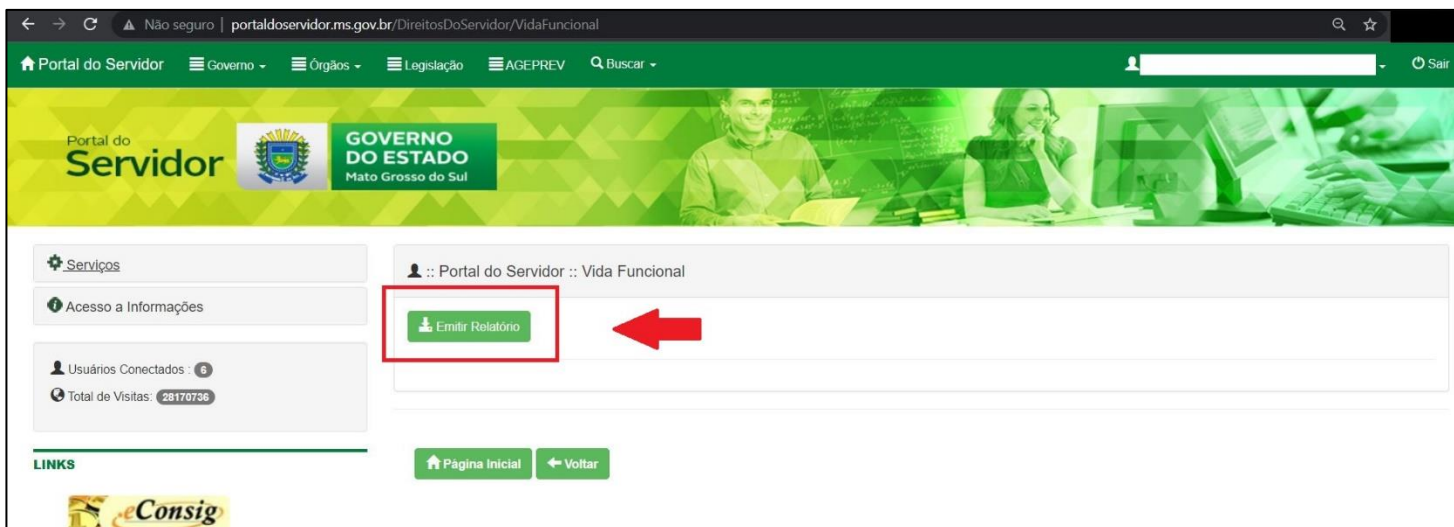 Não seguro | portaldoservidor.ms.gov.br/DireitosDoServidor/VidaFuncional
Portal do Servidor Governo Órgãos Legislação AGEPREV Buscar Sair
Portal do
Servidor
GOVERNO
DO ESTADO
Mato Grosso do Sul
Serviços
:: Portal do Servidor :: Vida Funcional
Acesso a Informações
Emitir Relatório
Usuários Conectados : 6
Total de Visitas: 28170736
LINKS
Página Inicial Voltar
eConsig